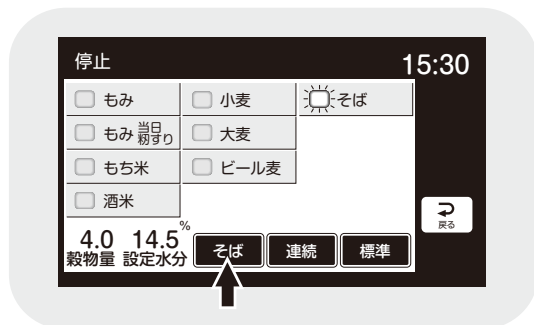 停止 15:30
もみ 小麦 そば
もみ 当日籾すり 大麦
もち米 ビール麦
酒米
戻る
4.0 14.5%
穀物量 設定水分
そば 連続 標準